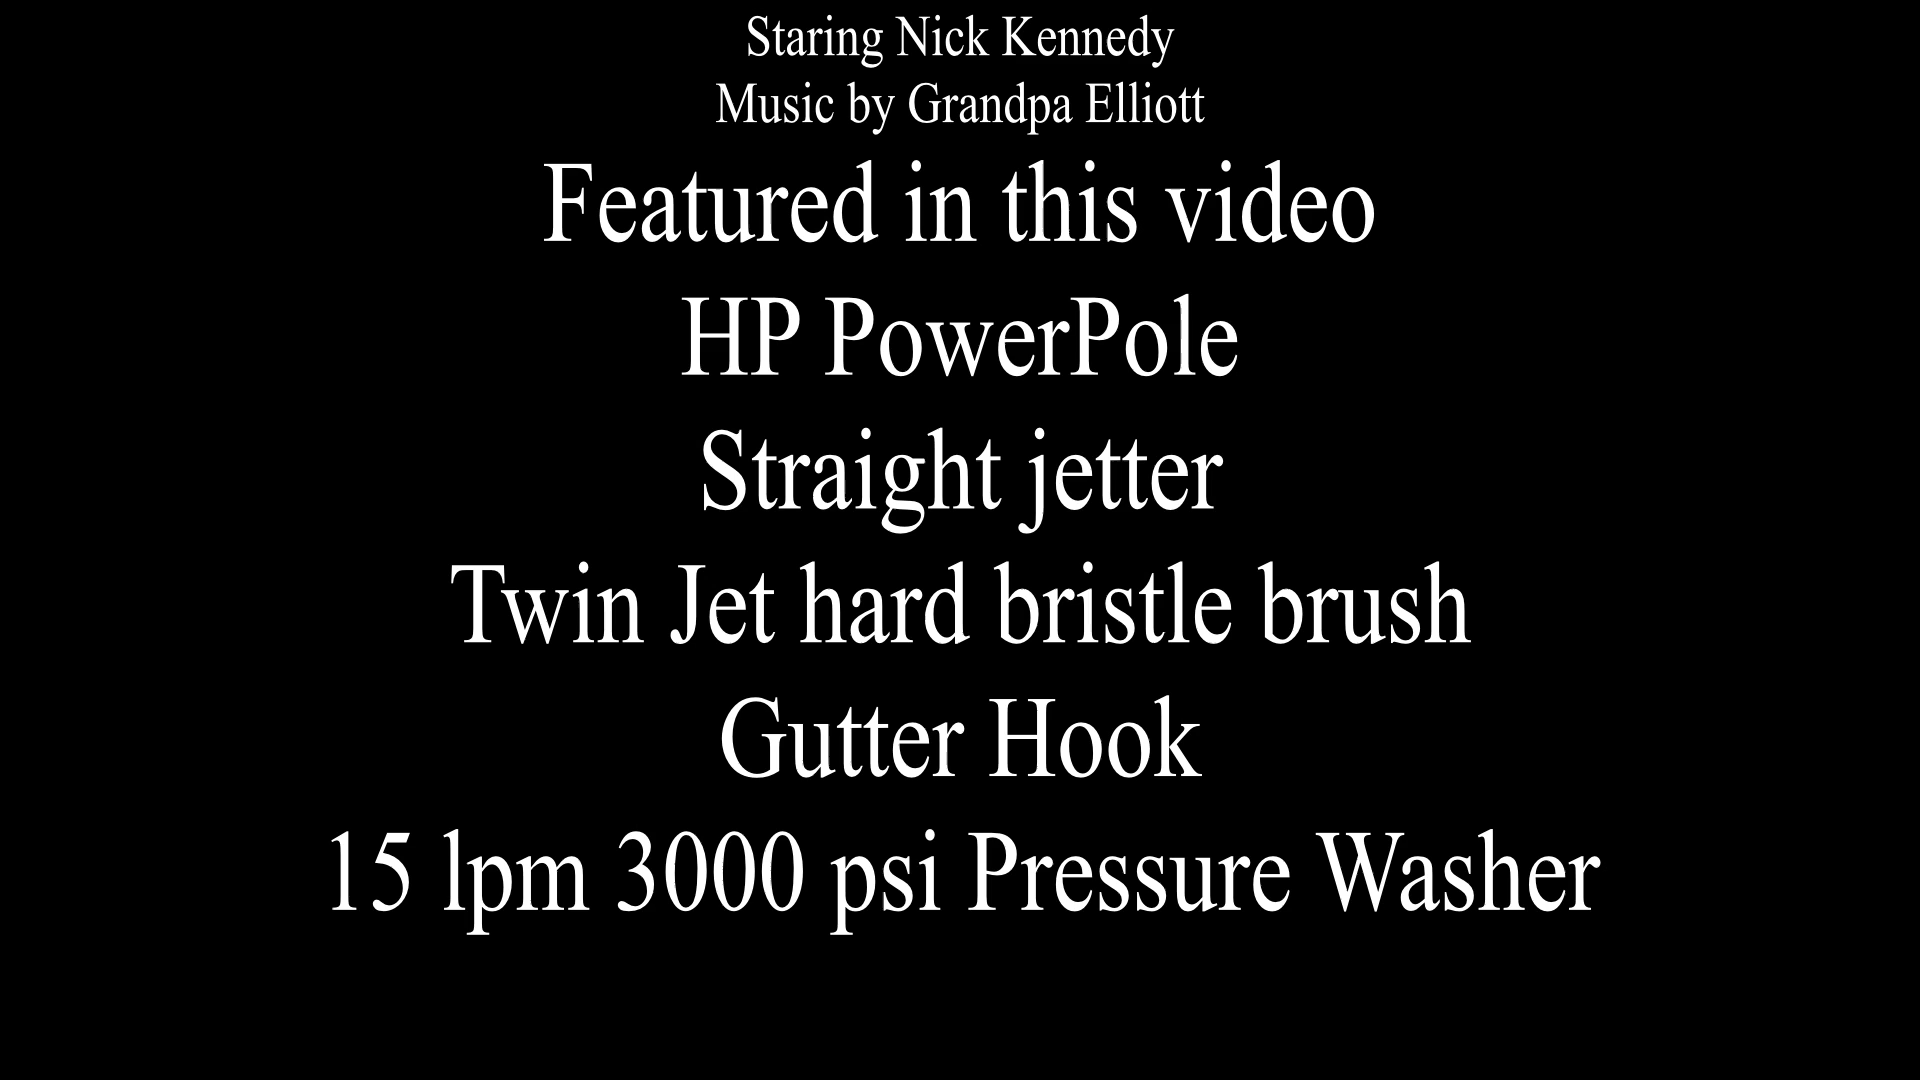 Staring Nick Kennedy
Music by Grandpa Elliott
Featured in this video
HP PowerPole
Straight jetter
Twin Jet hard bristle brush
Gutter Hook
15 lpm 3000 psi Pressure Washer